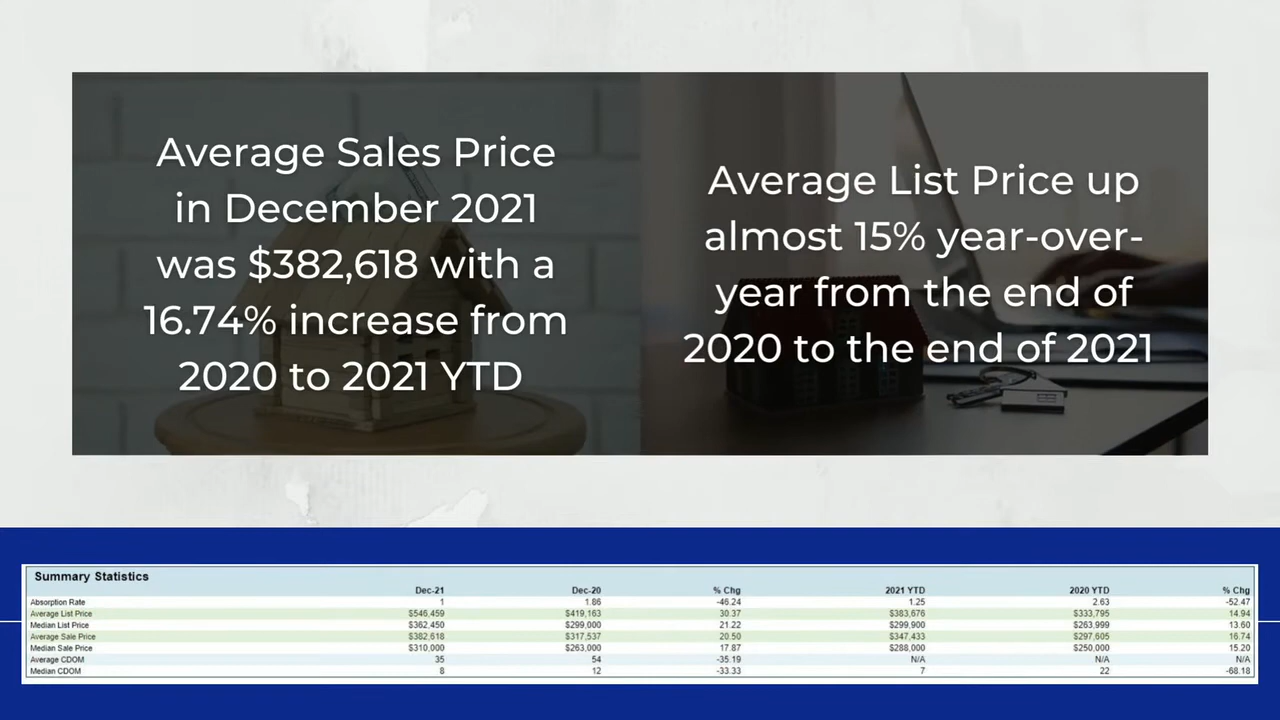 Average Sales Price
in December 2021
was $382,618 with a
16.74% increase from
2020 to 2021 YTD
Average List Price up
almost 15% year-over-
year from the end of
2020 to the end of 2021
Summary Statistics
Dec-21 Dec-20 % Chg 2021 YTD 2020 YTD % Chg
Absorption Rate 1 1.86 -46.24 1.25 2.63 -52.47
Average List Price $546,459 $419,163 30.37 $383,676 $333,795 14.94
Median List Price $362,450 $299,000 21.22 $299,900 $263,999 13.60
Average Sale Price $382,618 $317,537 20.50 $347,433 $297,605 16.74
Median Sale Price $310,000 $263,000 17.87 $288,000 $250,000 15.20
Average CDOM 35 54 -35.19 N/A N/A N/A
Median CDOM 8 12 -33.33 7 22 -68.18